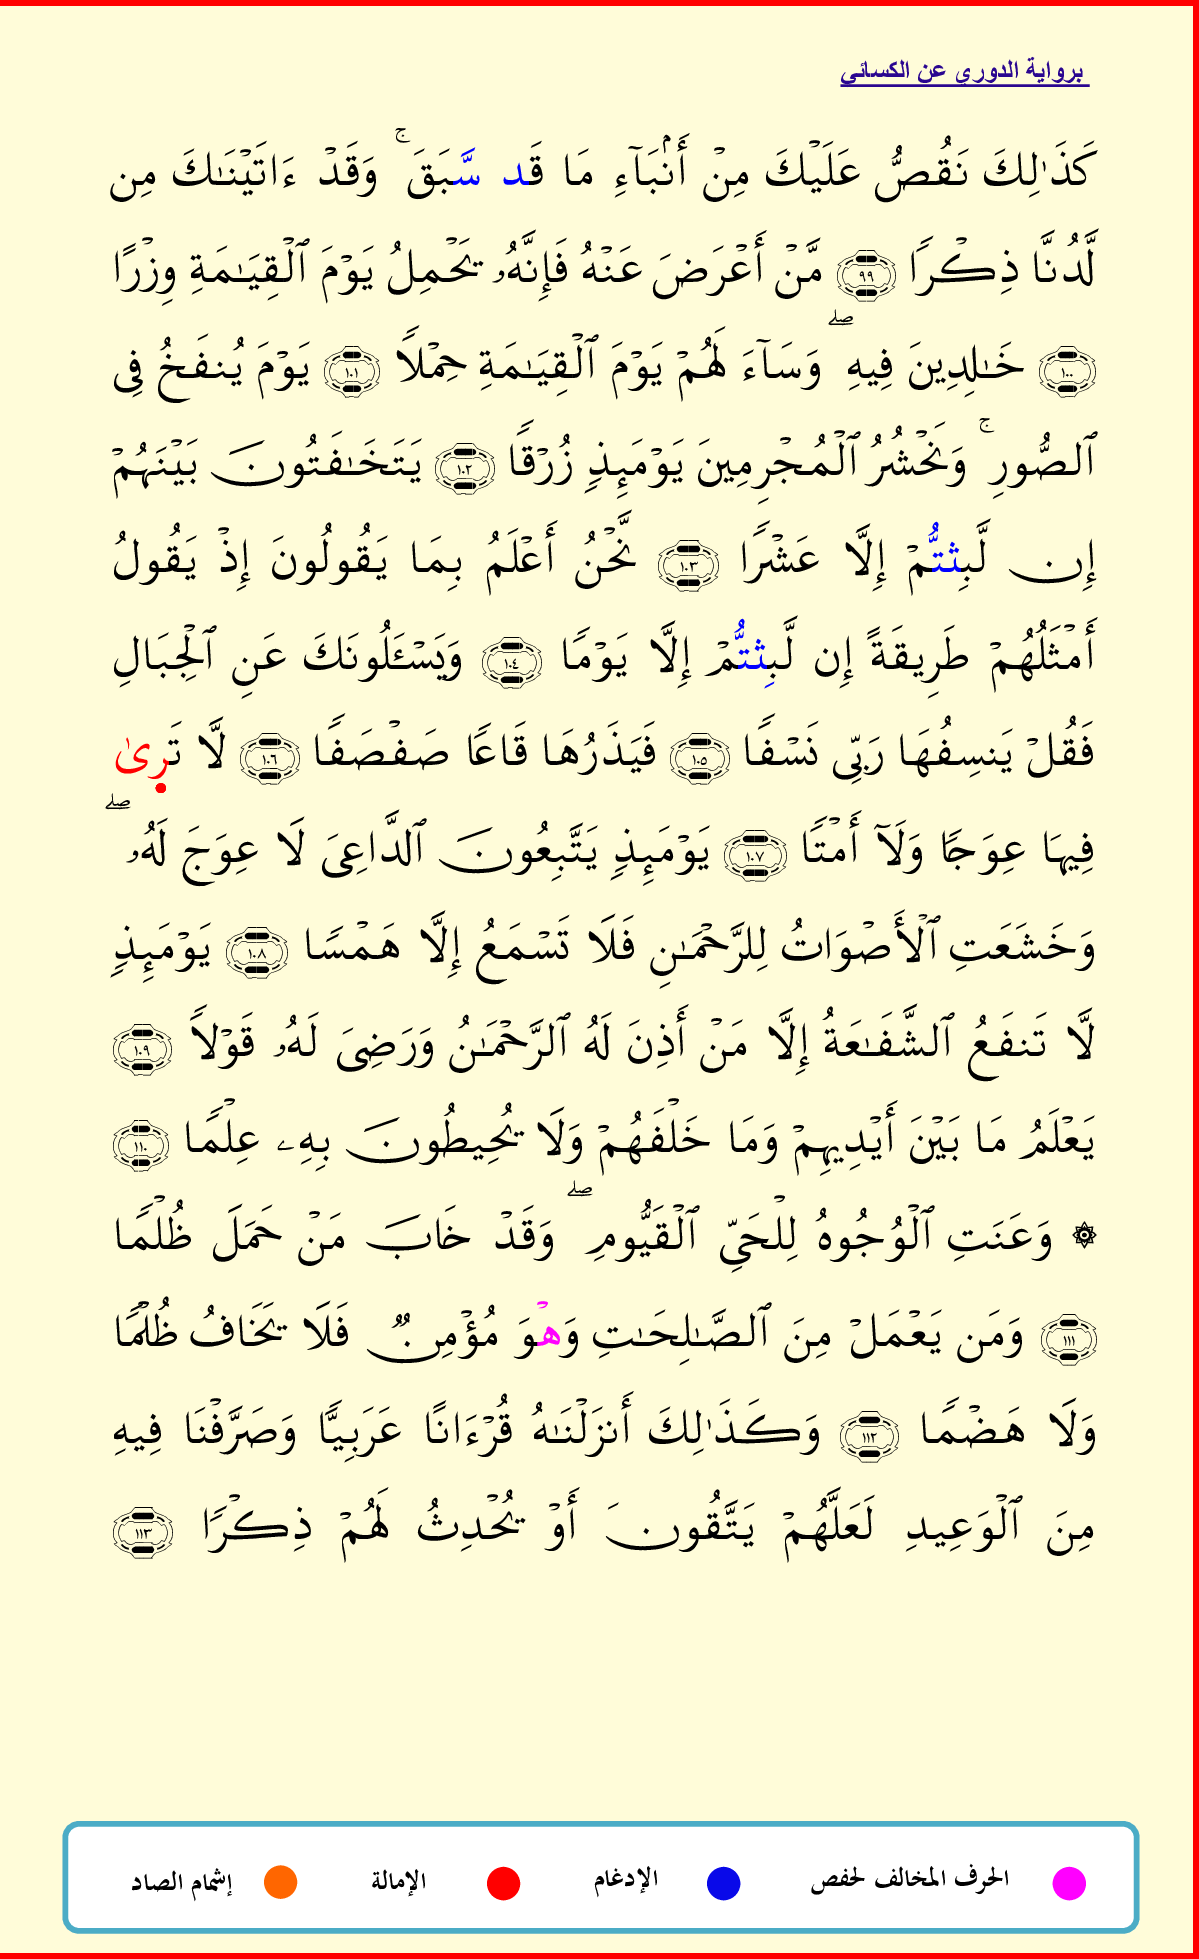 برواية الدوري عن الكسائي
كَذَٰلِكَ نَقُصُّ عَلَيۡكَ مِنۡ أَنۢبَآءِ مَا قَد سَّبَقَۚ وَقَدۡ ءَاتَيۡنَٰكَ مِن
لَّدُنَّا ذِكۡرٗا ٩٩ مَّنۡ أَعۡرَضَ عَنۡهُ فَإِنَّهُۥ يَحۡمِلُ يَوۡمَ ٱلۡقِيَٰمَةِ وِزۡرًا
١٠٠ خَٰلِدِينَ فِيهِۖ وَسَآءَ لَهُمۡ يَوۡمَ ٱلۡقِيَٰمَةِ حِمۡلٗا ١٠١ يَوۡمَ يُنفَخُ فِي
ٱلصُّورِۚ وَنَحۡشُرُ ٱلۡمُجۡرِمِينَ يَوۡمَئِذٖ زُرۡقٗا ١٠٢ يَتَخَٰفَتُونَ بَيۡنَهُمۡ
إِن لَّبِثتُّمۡ إِلَّا عَشۡرٗا ١٠٣ نَّحۡنُ أَعۡلَمُ بِمَا يَقُولُونَ إِذۡ يَقُولُ
أَمۡثَلُهُمۡ طَرِيقَةً إِن لَّبِثتُّمۡ إِلَّا يَوۡمٗا ١٠٤ وَيَسۡـَٔلُونَكَ عَنِ ٱلۡجِبَالِ
فَقُلۡ يَنسِفُهَا رَبِّي نَسۡفٗا ١٠٥ فَيَذَرُهَا قَاعٗا صَفۡصَفٗا ١٠٦ لَّا تَرِىٰ
فِيهَا عِوَجٗا وَلَآ أَمۡتٗا ١٠٧ يَوۡمَئِذٖ يَتَّبِعُونَ ٱلدَّاعِيَ لَا عِوَجَ لَهُۥۖ
وَخَشَعَتِ ٱلۡأَصۡوَاتُ لِلرَّحۡمَٰنِ فَلَا تَسۡمَعُ إِلَّا هَمۡسٗا ١٠٨ يَوۡمَئِذٖ
لَّا تَنفَعُ ٱلشَّفَٰعَةُ إِلَّا مَنۡ أَذِنَ لَهُ ٱلرَّحۡمَٰنُ وَرَضِيَ لَهُۥ قَوۡلٗا ١٠٩
يَعۡلَمُ مَا بَيۡنَ أَيۡدِيهِمۡ وَمَا خَلۡفَهُمۡ وَلَا يُحِيطُونَ بِهِۦ عِلۡمٗا ١١٠
۞ وَعَنَتِ ٱلۡوُجُوهُ لِلۡحَيِّ ٱلۡقَيُّومِۖ وَقَدۡ خَابَ مَنۡ حَمَلَ ظُلۡمٗا
١١١ وَمَن يَعۡمَلۡ مِنَ ٱلصَّٰلِحَٰتِ وَهۡوَ مُؤۡمِنٞ فَلَا يَخَافُ ظُلۡمٗا
وَلَا هَضۡمٗا ١١٢ وَكَذَٰلِكَ أَنزَلۡنَٰهُ قُرۡءَانًا عَرَبِيّٗا وَصَرَّفۡنَا فِيهِ
مِنَ ٱلۡوَعِيدِ لَعَلَّهُمۡ يَتَّقُونَ أَوۡ يُحۡدِثُ لَهُمۡ ذِكۡرٗا ١١٣
الحرف المخالف لحفص الإدغام الإمالة إشمام الصاد